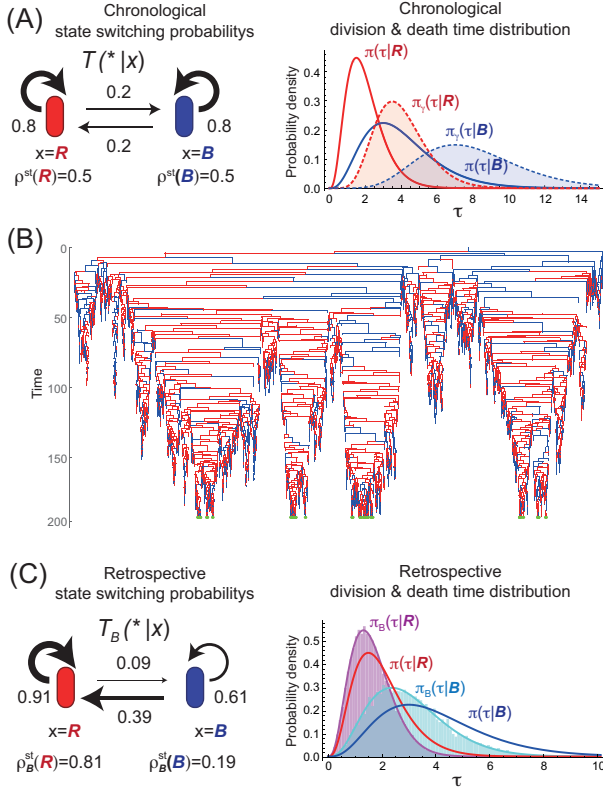 (A)
Chronological
state switching probabilitys
T(*|x)
0.2
0.8
0.8
0.2
x=R
x=B
ρst(R)=0.5
ρst(B)=0.5
Chronological
division & death time distribution
π(τ|R)
πγ(τ|R)
πγ(τ|B)
π(τ|B)
Probability density
0.4
0.3
0.2
0.1
0.0
0 2 4 6 8 10 12 14
τ
(B)
Time
0
50
100
150
200
(C)
Retrospective
state switching probabilitys
TB(*|x)
0.09
0.91
0.61
0.39
x=R
x=B
ρBst(R)=0.81
ρBst(B)=0.19
Retrospective
division & death time distribution
πB(τ|R)
π(τ|R)
πB(τ|B)
π(τ|B)
Probability density
0.5
0.4
0.3
0.2
0.1
0.0
0 2 4 6 8 10
τ